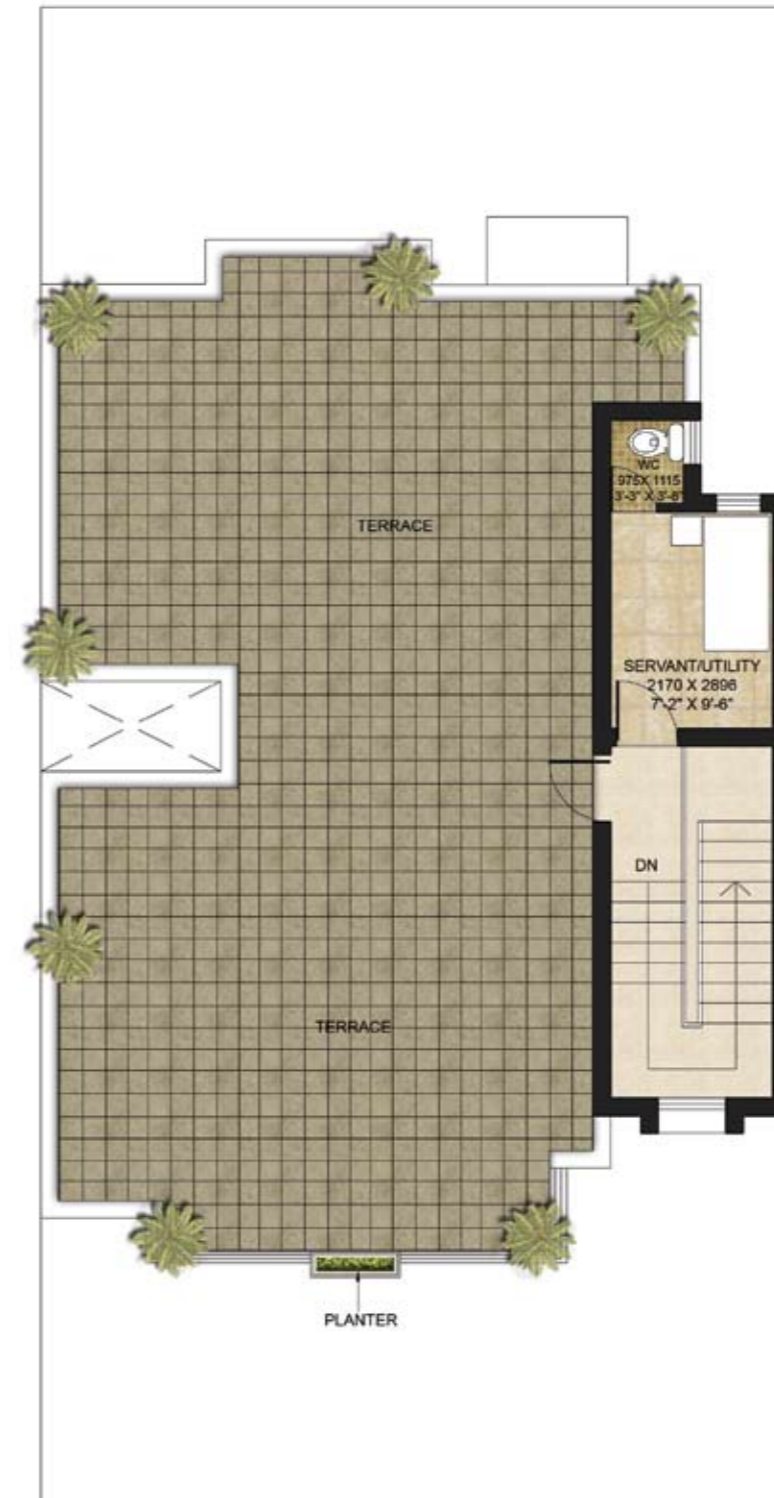 WC
975X 1115
3'-3" X 3'-8"
TERRACE
SERVANT/UTILITY
2170 X 2896
7'-2" X 9'-6"
DN
TERRACE
PLANTER